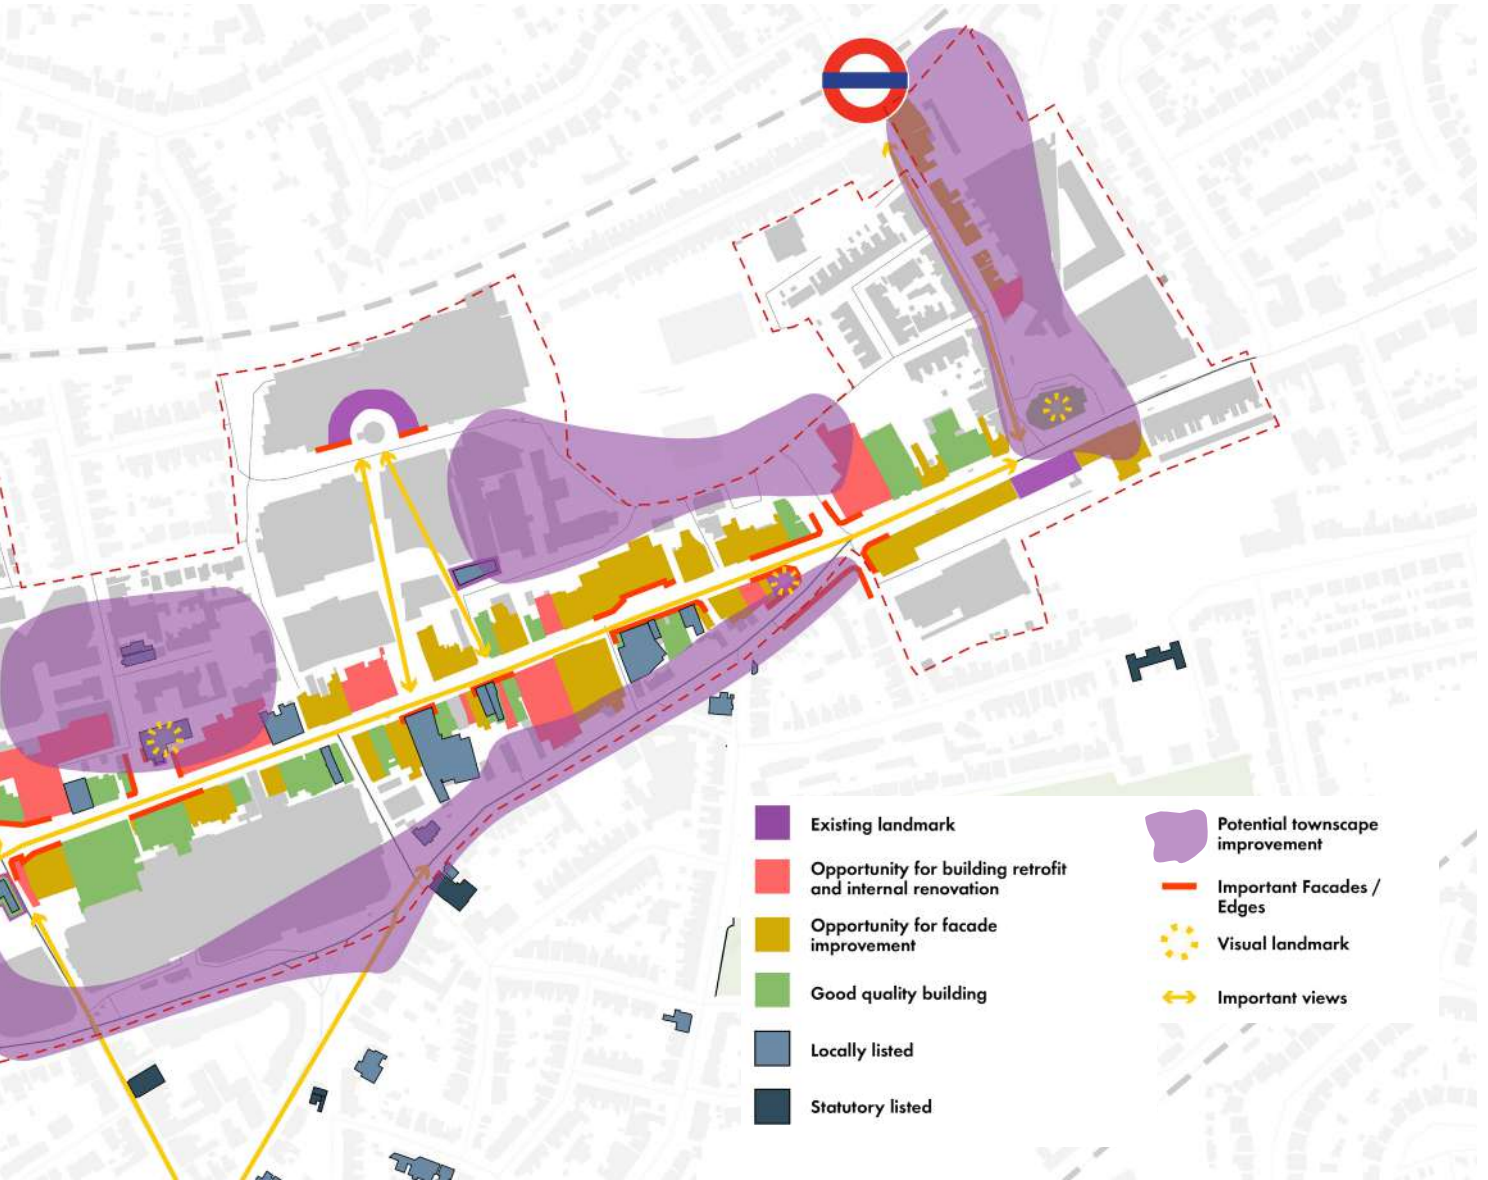 Existing landmark
Opportunity for building retrofit
and internal renovation
Opportunity for facade
improvement
Good quality building
Locally listed
Statutory listed
Potential townscape
improvement
Important Facades /
Edges
Visual landmark
Important views